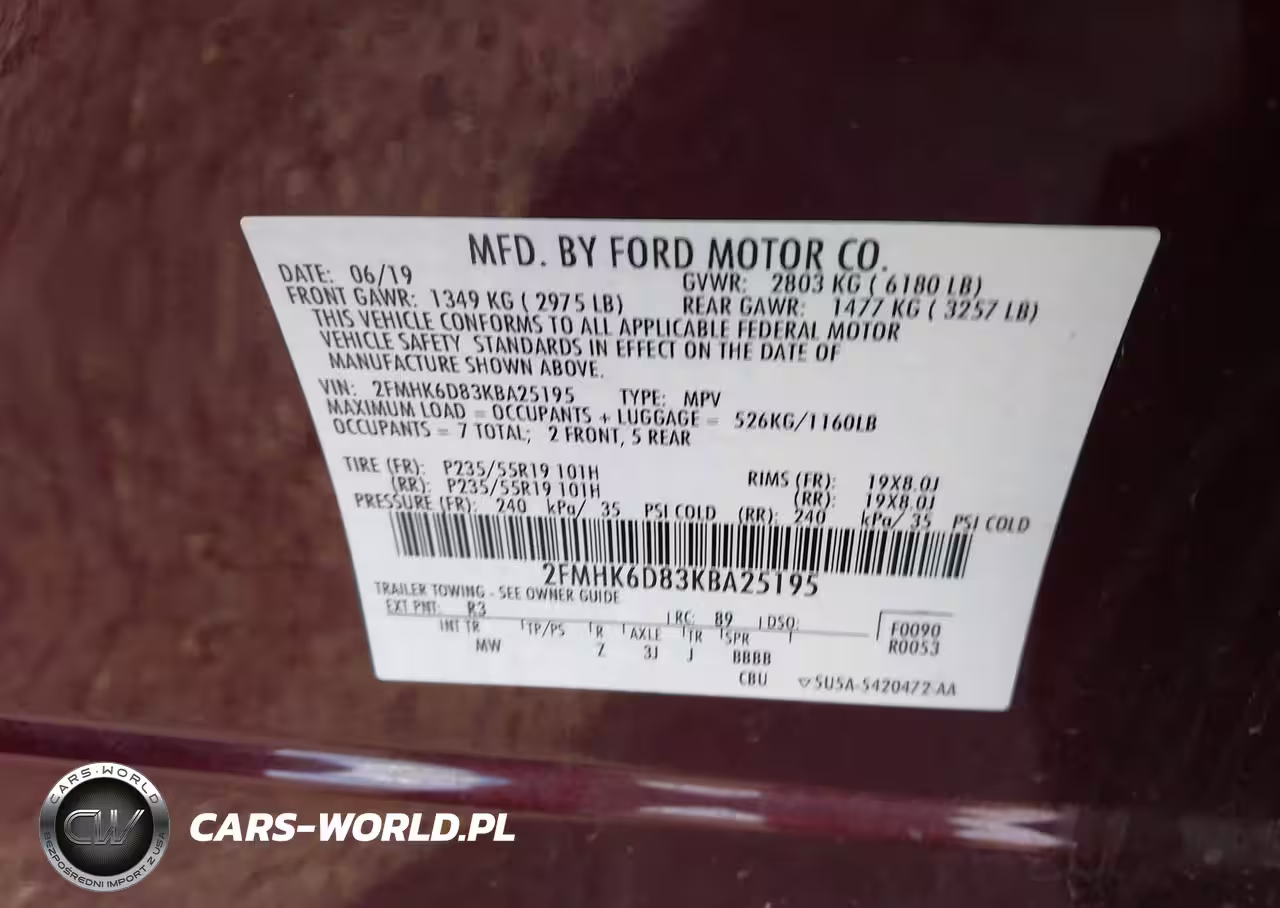 MFD. BY FORD MOTOR CO.
DATE: 06/19 GVWR: 2803 KG ( 6180 LB)
FRONT GAWR: 1349 KG ( 2975 LB) REAR GAWR: 1477 KG ( 3257 LB)
THIS VEHICLE CONFORMS TO ALL APPLICABLE FEDERAL MOTOR
VEHICLE SAFETY STANDARDS IN EFFECT ON THE DATE OF
MANUFACTURE SHOWN ABOVE.
VIN: 2FMHK6D83KBA25195 TYPE: MPV
MAXIMUM LOAD = OCCUPANTS + LUGGAGE = 526KG/1160LB
OCCUPANTS = 7 TOTAL; 2 FRONT, 5 REAR
TIRE (FR): P235/55R19 101H RIMS (FR): 19X8.0J
(RR): P235/55R19 101H (RR): 19X8.0J
PRESSURE (FR): 240 kPa/ 35 PSI COLD (RR): 240 kPa/ 35 PSI COLD
2FMHK6D83KBA25195
TRAILER TOWING - SEE OWNER GUIDE
EXT PNT: R3 RC: 89 DSO:
INT TR TP/PS R AXLE TR SPR F0090
MW Z 3J J BBBB R0053
CBU ▽5U5A-5420472-AA
CARS-WORLD
CW
BEZPOŚREDNI IMPORT Z USA
CARS-WORLD.PL